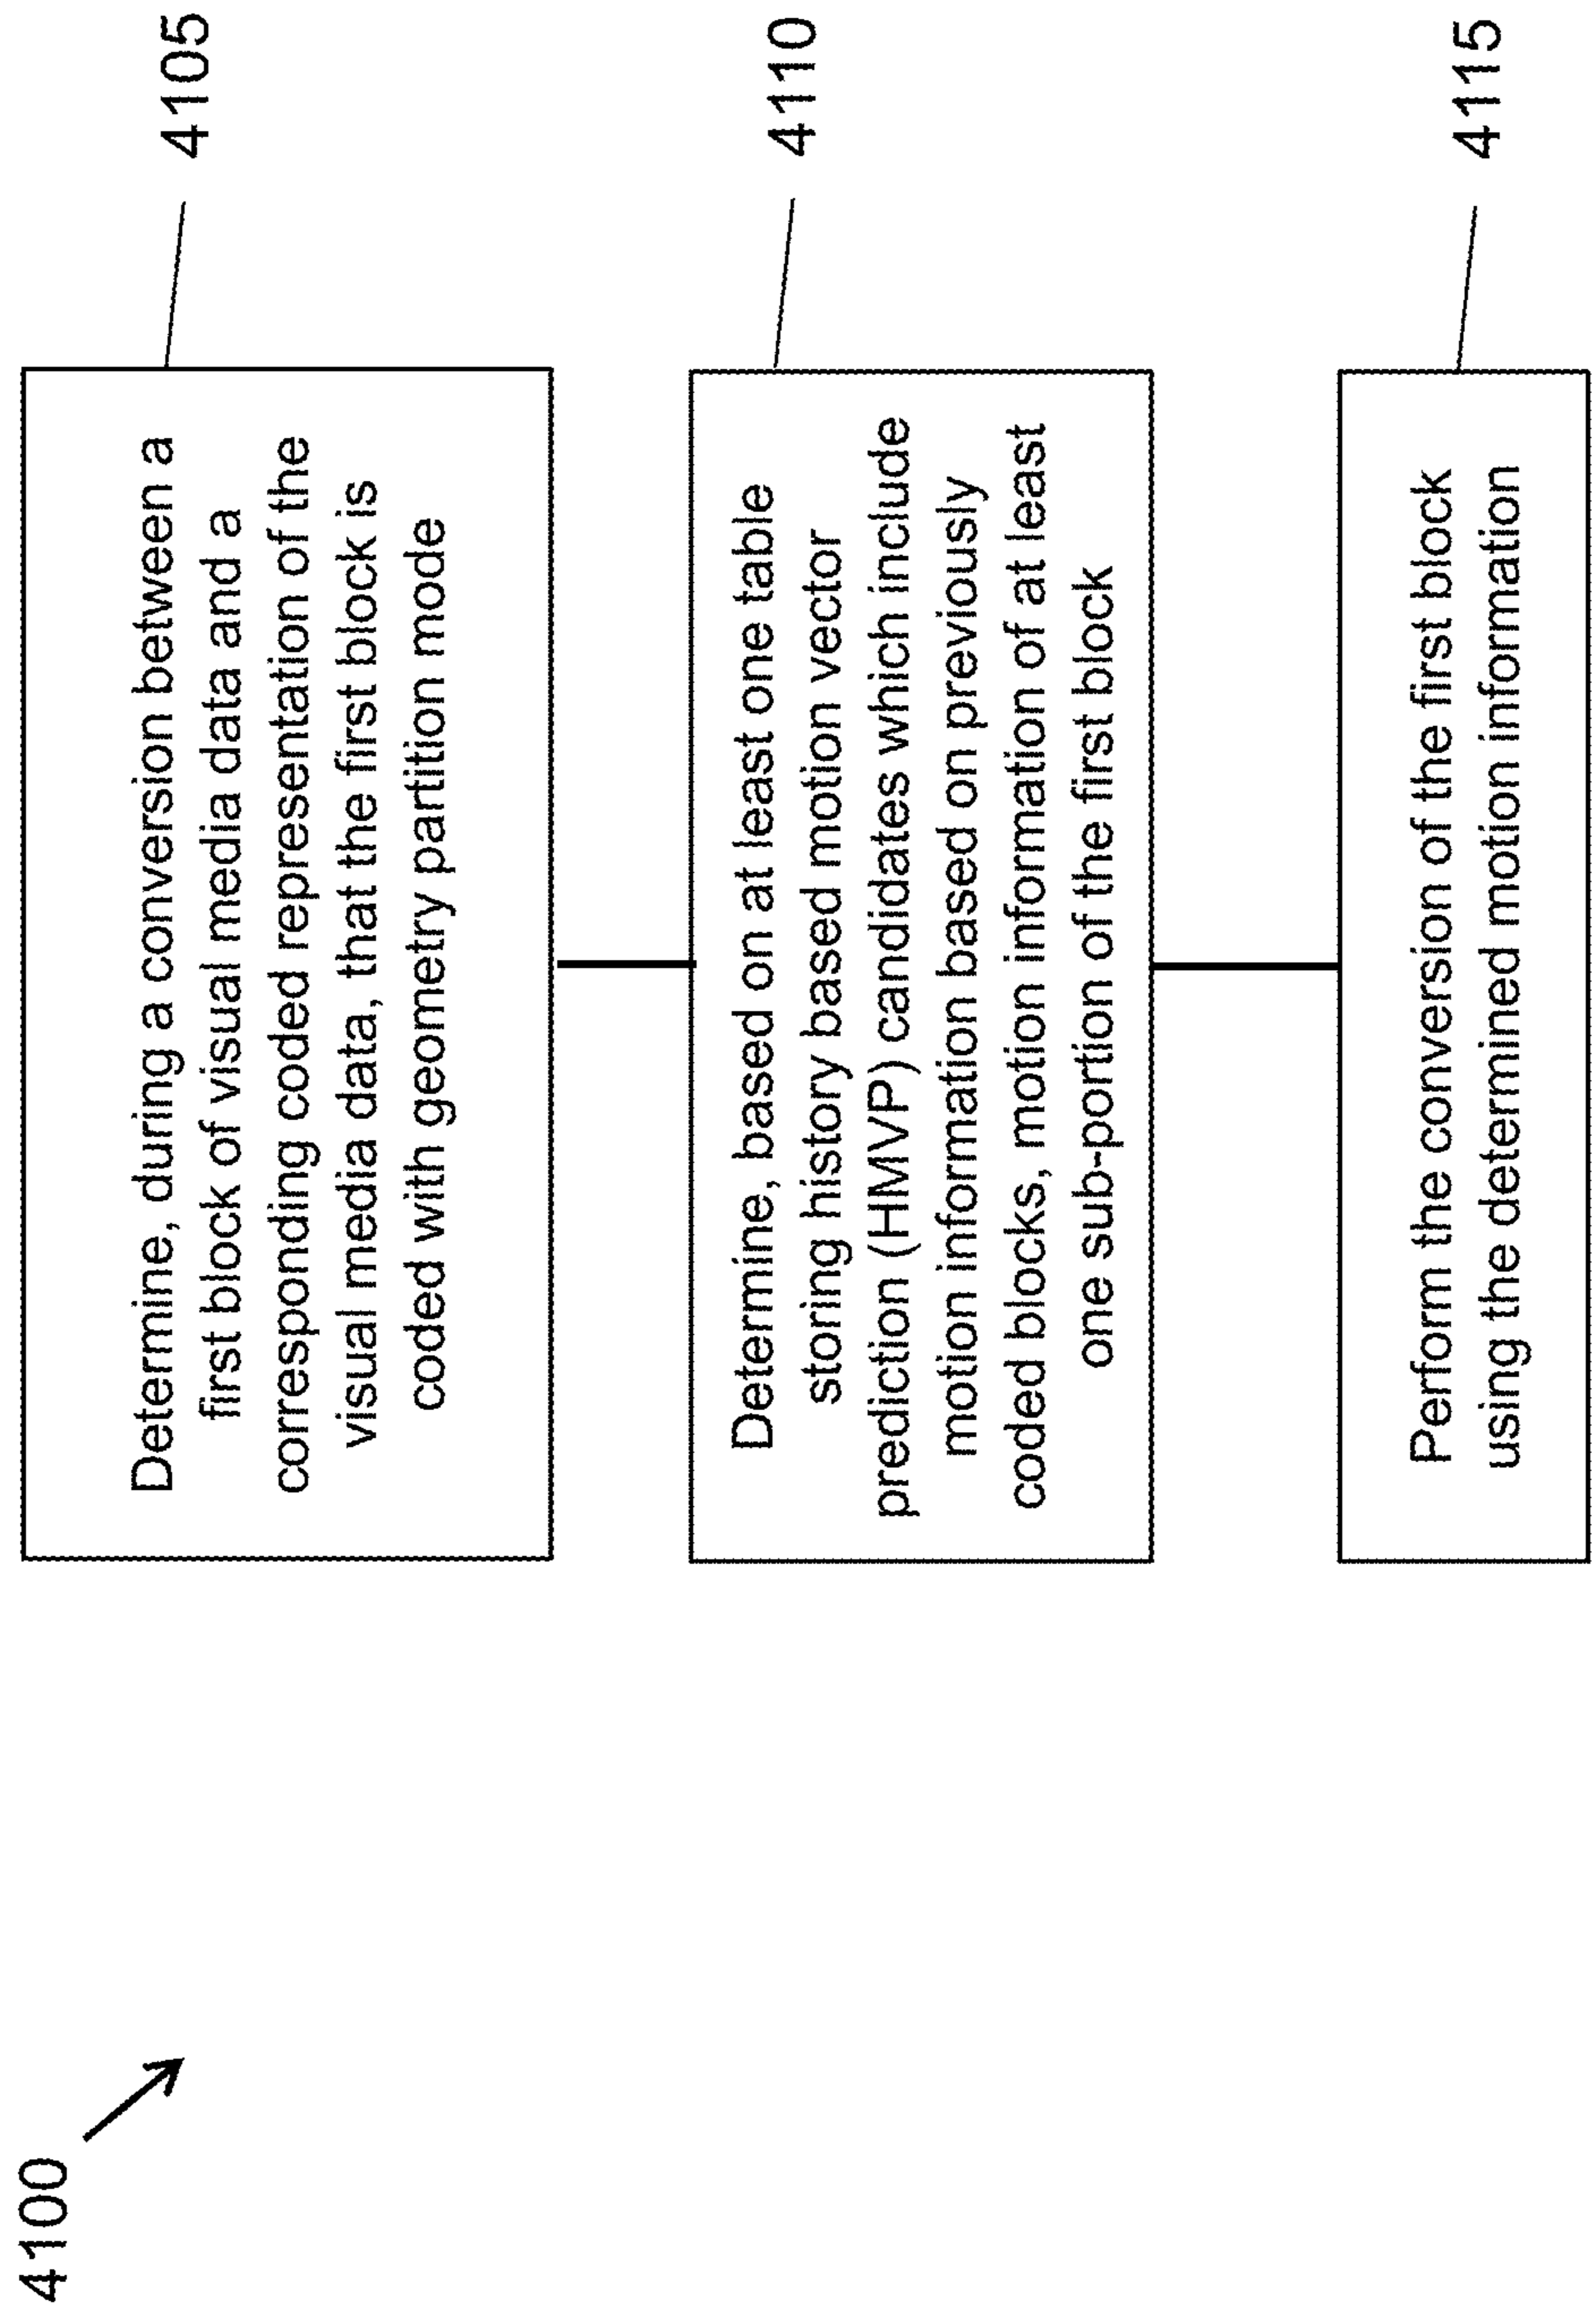 4100
Determine, during a conversion between a
first block of visual media data and a
corresponding coded representation of the
visual media data, that the first block is
coded with geometry partition mode
4105
Determine, based on at least one table
storing history based motion vector
prediction (HMVP) candidates which include
motion information based on previously
coded blocks, motion information of at least
one sub-portion of the first block
4110
Perform the conversion of the first block
using the determined motion information
4115